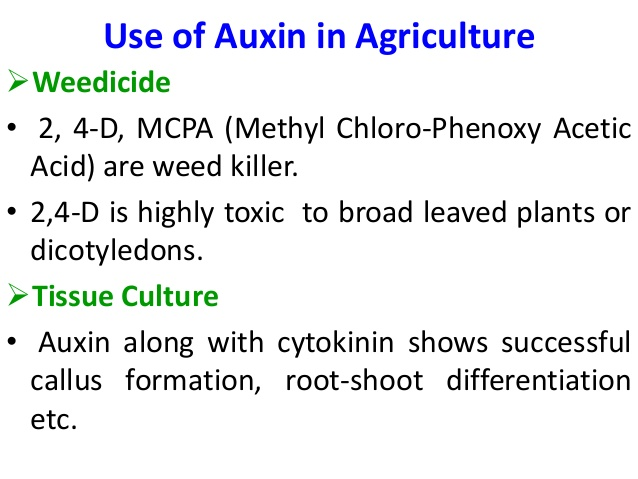 Use of Auxin in Agriculture
➢Weedicide
• 2, 4-D, MCPA (Methyl Chloro-Phenoxy Acetic
Acid) are weed killer.
• 2,4-D is highly toxic to broad leaved plants or
dicotyledons.
➢Tissue Culture
• Auxin along with cytokinin shows successful
callus formation, root-shoot differentiation
etc.